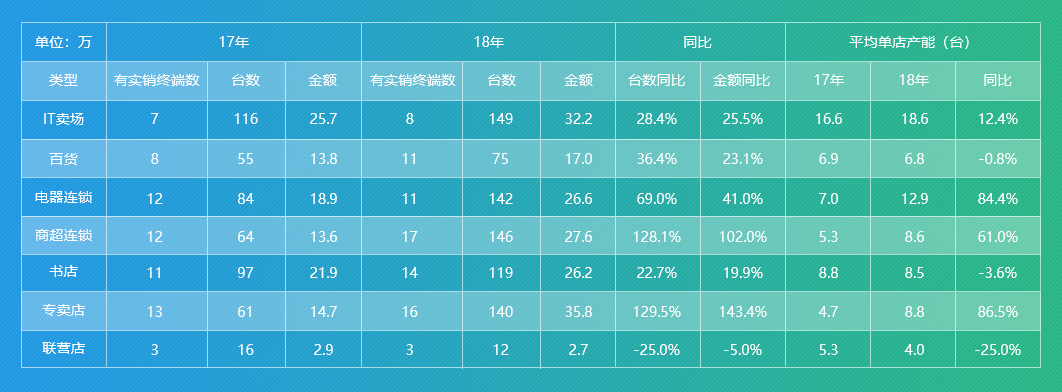 单位：万 17年 18年 同比 平均单店产能（台）
类型 有实销终端数 台数 金额 有实销终端数 台数 金额 台数同比 金额同比 17年 18年 同比
IT卖场 7 116 25.7 8 149 32.2 28.4% 25.5% 16.6 18.6 12.4%
百货 8 55 13.8 11 75 17.0 36.4% 23.1% 6.9 6.8 -0.8%
电器连锁 12 84 18.9 11 142 26.6 69.0% 41.0% 7.0 12.9 84.4%
商超连锁 12 64 13.6 17 146 27.6 128.1% 102.0% 5.3 8.6 61.0%
书店 11 97 21.9 14 119 26.2 22.7% 19.9% 8.8 8.5 -3.6%
专卖店 13 61 14.7 16 140 35.8 129.5% 143.4% 4.7 8.8 86.5%
联营店 3 16 2.9 3 12 2.7 -25.0% -5.0% 5.3 4.0 -25.0%